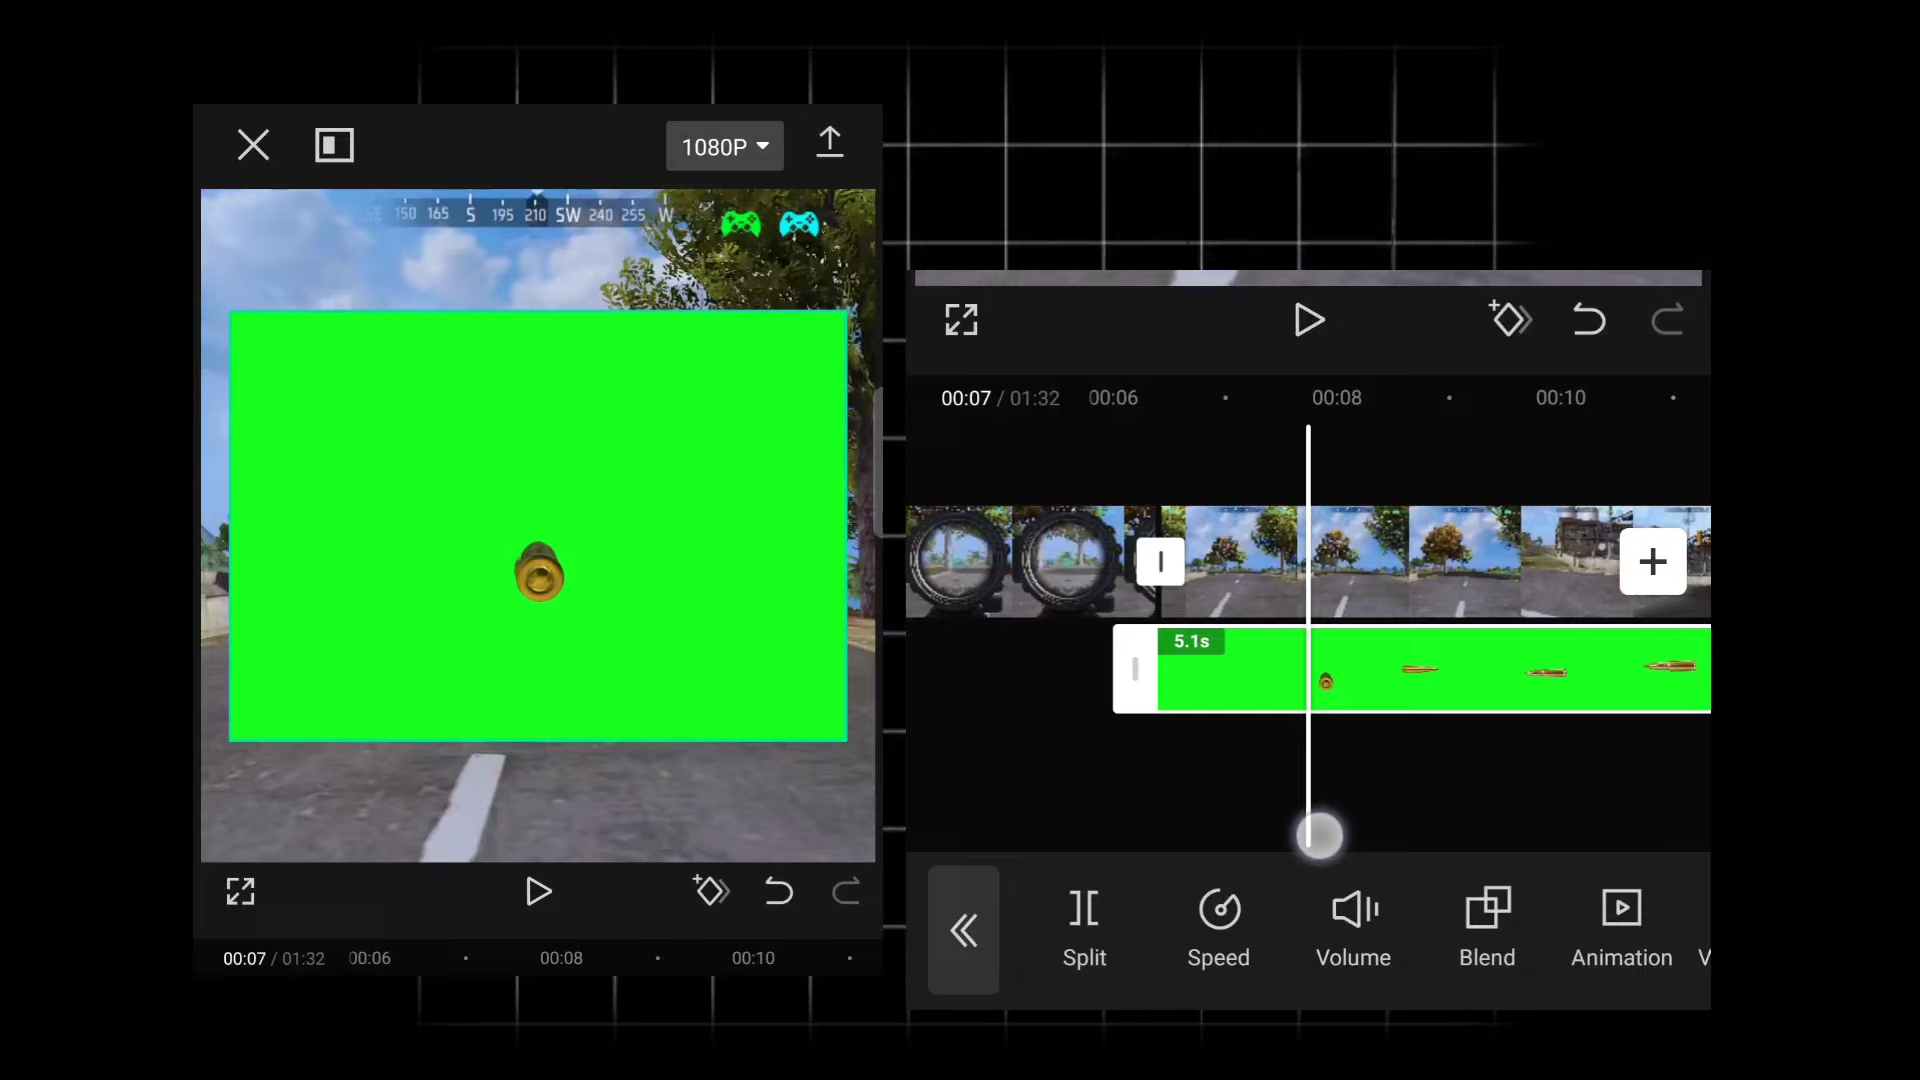 1080P
SE 150 165 S 195 210 SW 240 255 W
00:07 / 01:32 00:06 00:08 00:10
00:07 / 01:32 00:06 00:08 00:10
5.1s
Split Speed Volume Blend Animation V